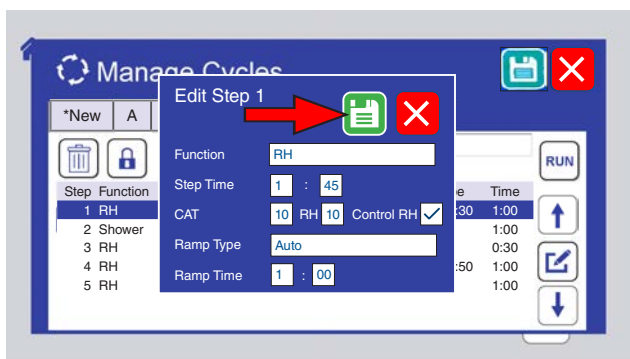 Manage Cycles
Edit Step 1
*New A
Function RH
RUN
Step Time 1 : 45
Step Function Time
CAT 10 RH 10 Control RH
1 RH :30 1:00
2 Shower 1:00
Ramp Type Auto
3 RH 0:30
4 RH :50 1:00
Ramp Time 1 : 00
5 RH 1:00